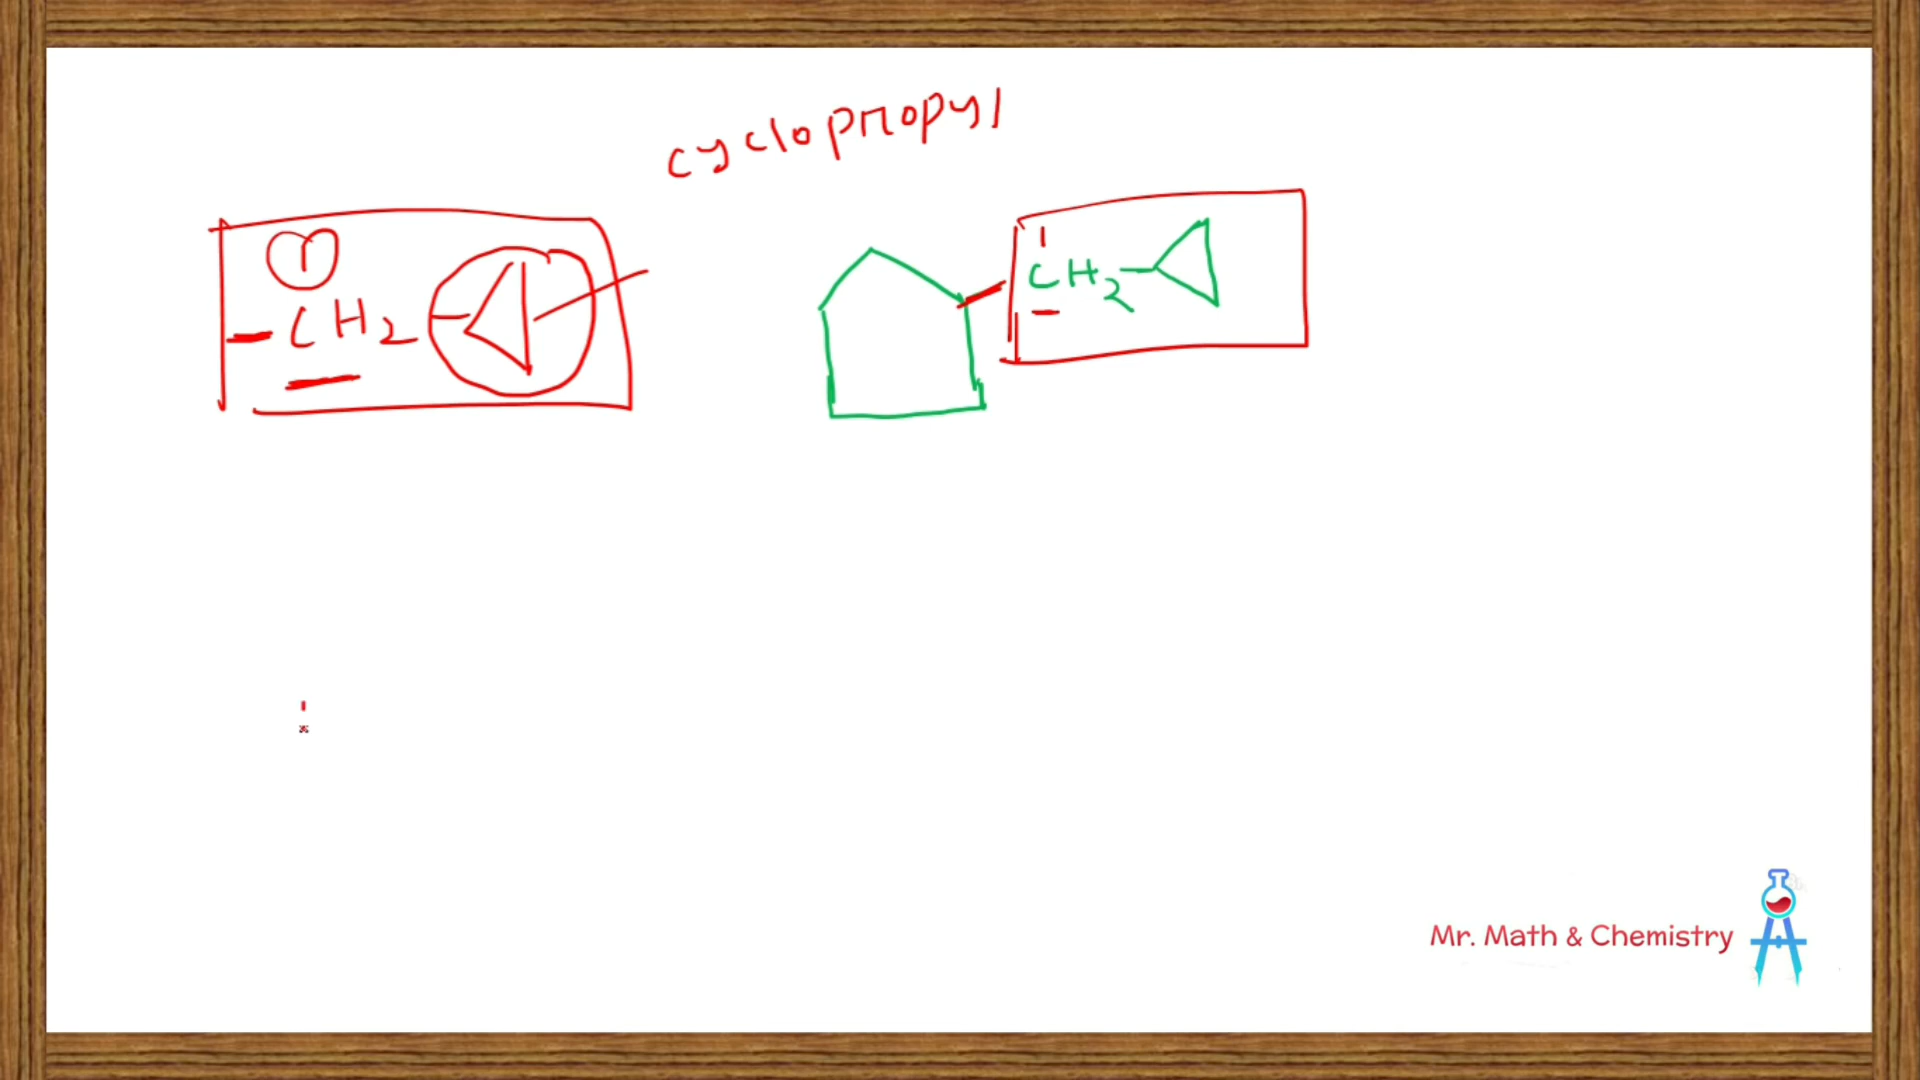 cyclopropyl
1
-CH2-
1
CH2-
Mr. Math & Chemistry